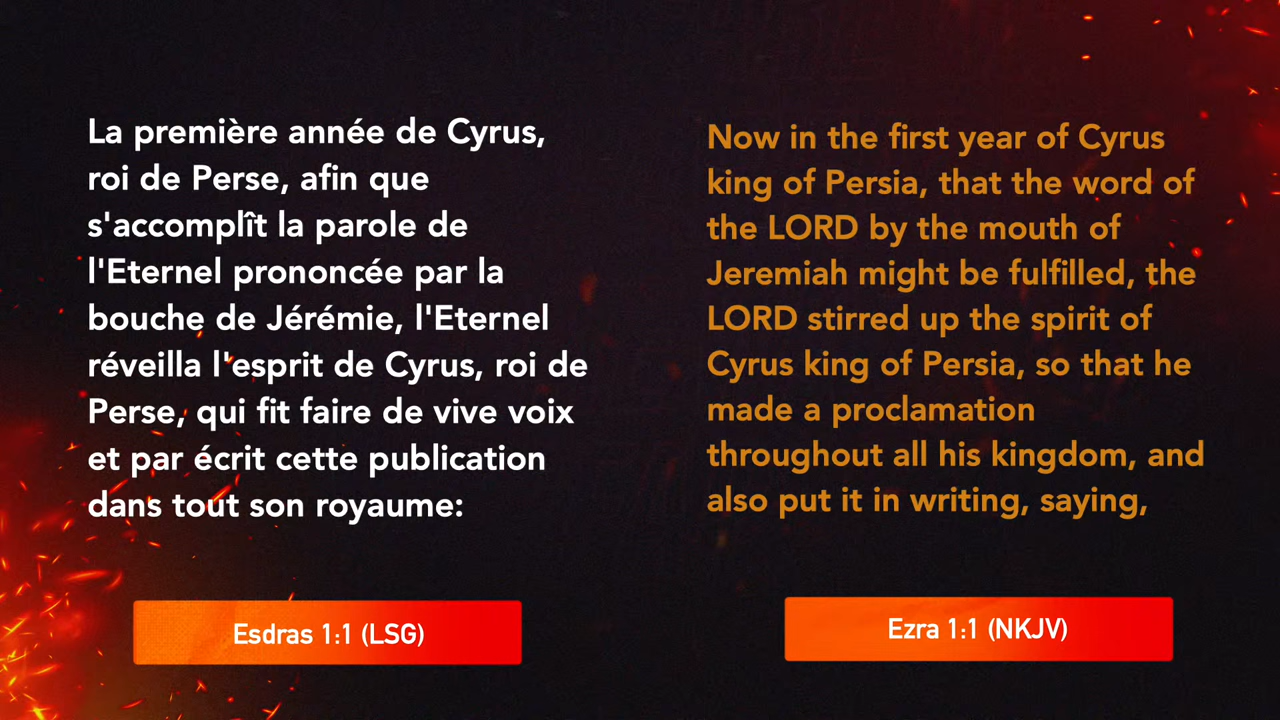 La première année de Cyrus,
roi de Perse, afin que
s'accomplît la parole de
l'Eternel prononcée par la
bouche de Jérémie, l'Eternel
réveilla l'esprit de Cyrus, roi de
Perse, qui fit faire de vive voix
et par écrit cette publication
dans tout son royaume:
Esdras 1:1 (LSG)
Now in the first year of Cyrus
king of Persia, that the word of
the LORD by the mouth of
Jeremiah might be fulfilled, the
LORD stirred up the spirit of
Cyrus king of Persia, so that he
made a proclamation
throughout all his kingdom, and
also put it in writing, saying,
Ezra 1:1 (NKJV)